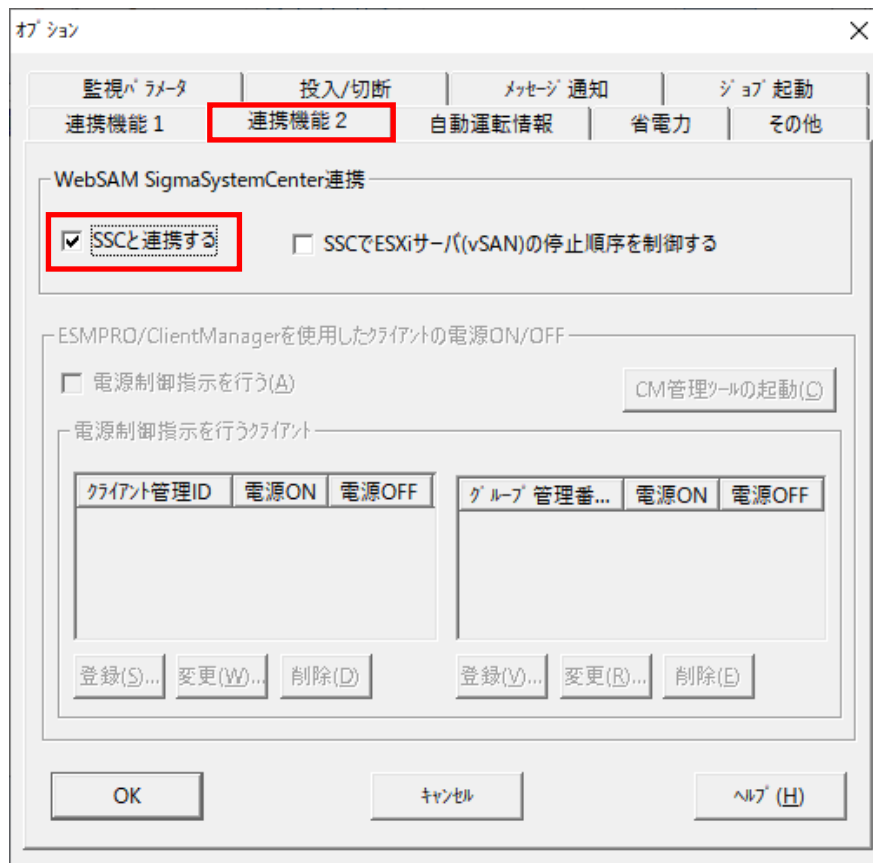 ｵﾌﾟｼｮﾝ
監視ﾊﾟﾗﾒｰﾀ 投入/切断 ﾒｯｾｰｼﾞ通知 ｼﾞｮﾌﾞ起動
連携機能１ 連携機能２ 自動運転情報 省電力 その他
WebSAM SigmaSystemCenter連携
SSCと連携する SSCでESXiサーバ(vSAN)の停止順序を制御する
ESMPRO/ClientManagerを使用したｸﾗｲｱﾝﾄの電源ON/OFF
電源制御指示を行う(A) CM管理ﾂｰﾙの起動(C)
電源制御指示を行うｸﾗｲｱﾝﾄ
ｸﾗｲｱﾝﾄ管理ID 電源ON 電源OFF ｸﾞﾙｰﾌﾟ管理番... 電源ON 電源OFF
登録(S)... 変更(W)... 削除(D) 登録(V)... 変更(R)... 削除(E)
OK ｷｬﾝｾﾙ ﾍﾙﾌﾟ(H)